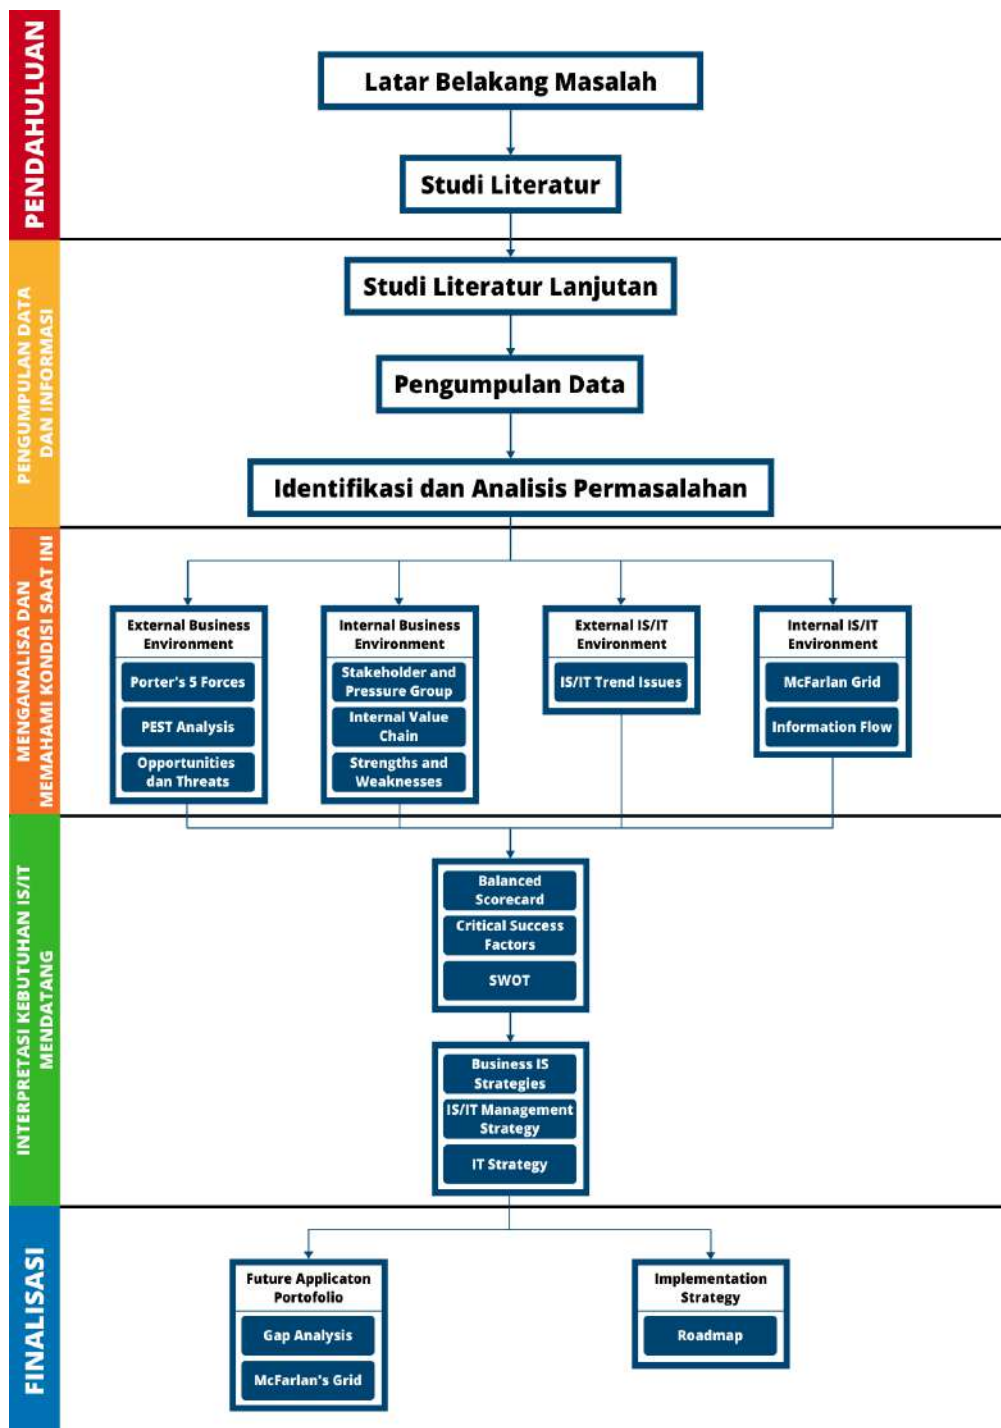 PENDAHULUAN
Latar Belakang Masalah
Studi Literatur
PENGUMPULAN DATA
DAN INFORMASI
Studi Literatur Lanjutan
Pengumpulan Data
Identifikasi dan Analisis Permasalahan
MENGANALISA DAN
MEMAHAMI KONDISI SAAT INI
External Business
Environment
Porter's 5 Forces
PEST Analysis
Opportunities
dan Threats
Internal Business
Environment
Stakeholder and
Pressure Group
Internal Value
Chain
Strengths and
Weaknesses
External IS/IT
Environment
IS/IT Trend Issues
Internal IS/IT
Environment
McFarlan Grid
Information Flow
INTERPRETASI KEBUTUHAN IS/IT
MENDATANG
Balanced
Scorecard
Critical Success
Factors
SWOT
Business IS
Strategies
IS/IT Management
Strategy
IT Strategy
FINALISASI
Future Applicaton
Portofolio
Gap Analysis
McFarlan's Grid
Implementation
Strategy
Roadmap